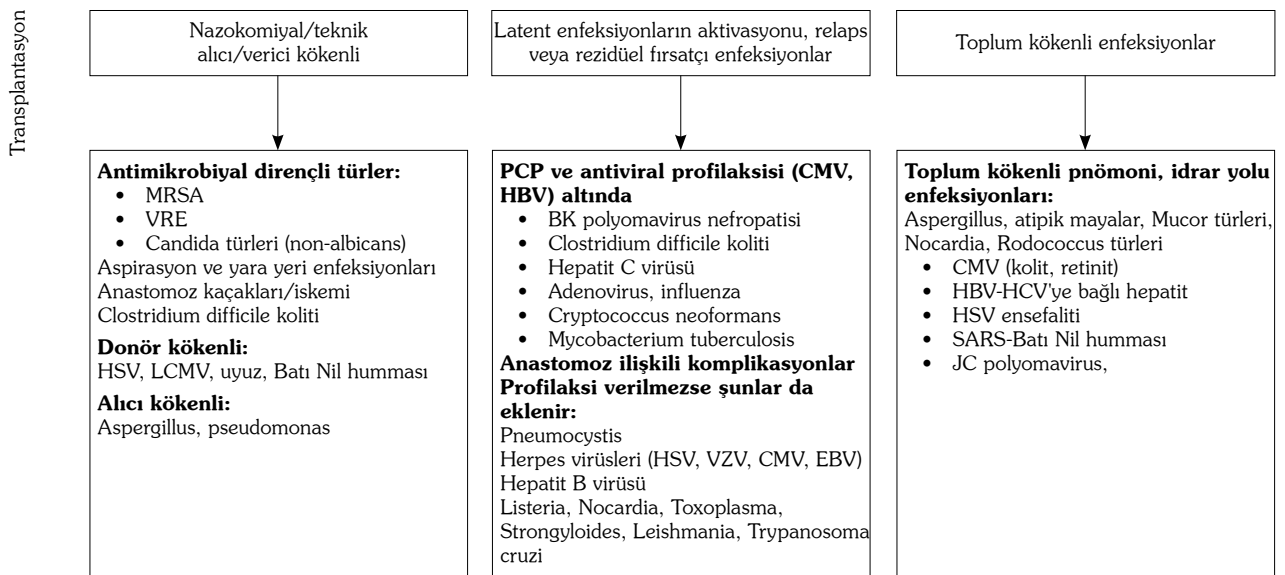 Transplantasyon
Nazokomiyal/teknik
alıcı/verici kökenli
Latent enfeksiyonların aktivasyonu, relaps
veya rezidüel fırsatçı enfeksiyonlar
Toplum kökenli enfeksiyonlar
Antimikrobiyal dirençli türler:
• MRSA
• VRE
• Candida türleri (non-albicans)
Aspirasyon ve yara yeri enfeksiyonları
Anastomoz kaçakları/iskemi
Clostridium difficile koliti
Donör kökenli:
HSV, LCMV, uyuz, Batı Nil humması
Alıcı kökenli:
Aspergillus, pseudomonas
PCP ve antiviral profilaksisi (CMV,
HBV) altında
• BK polyomavirus nefropatisi
• Clostridium difficile koliti
• Hepatit C virüsü
• Adenovirus, influenza
• Cryptococcus neoformans
• Mycobacterium tuberculosis
Anastomoz ilişkili komplikasyonlar
Profilaksi verilmezse şunlar da
eklenir:
Pneumocystis
Herpes virüsleri (HSV, VZV, CMV, EBV)
Hepatit B virüsü
Listeria, Nocardia, Toxoplasma,
Strongyloides, Leishmania, Trypanosoma
cruzi
Toplum kökenli pnömoni, idrar yolu
enfeksiyonları:
Aspergillus, atipik mayalar, Mucor türleri,
Nocardia, Rodococcus türleri
• CMV (kolit, retinit)
• HBV-HCV'ye bağlı hepatit
• HSV ensefaliti
• SARS-Batı Nil humması
• JC polyomavirus,